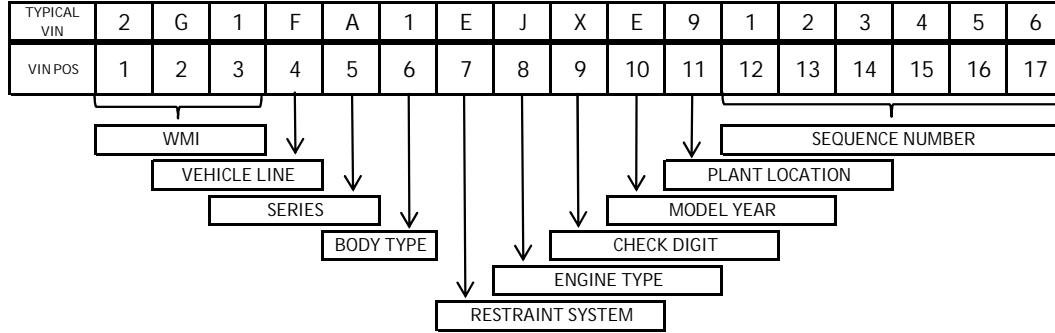 TYPICAL VIN 2 G 1 F A 1 E J X E 9 1 2 3 4 5 6
VIN POS 1 2 3 4 5 6 7 8 9 10 11 12 13 14 15 16 17
WMI SEQUENCE NUMBER
VEHICLE LINE PLANT LOCATION
SERIES MODEL YEAR
BODY TYPE CHECK DIGIT
ENGINE TYPE
RESTRAINT SYSTEM